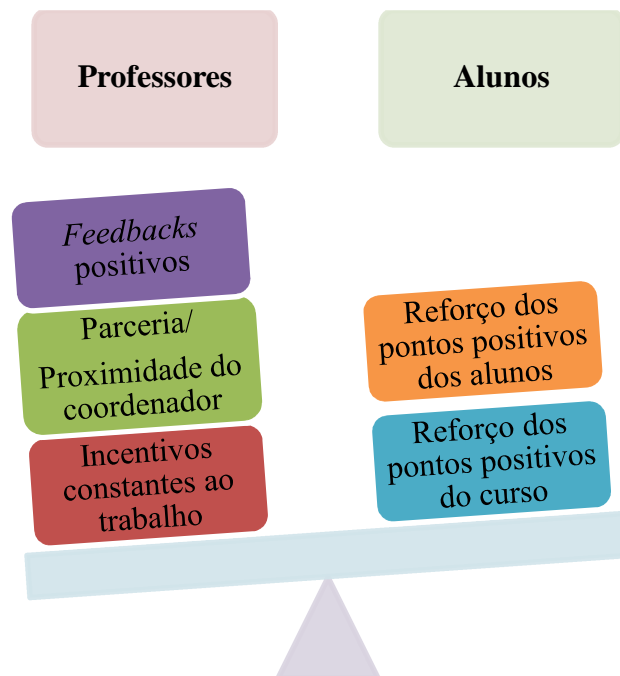 Professores
Alunos
Feedbacks
positivos
Parceria/
Proximidade do
coordenador
Incentivos
constantes ao
trabalho
Reforço dos
pontos positivos
dos alunos
Reforço dos
pontos positivos
do curso